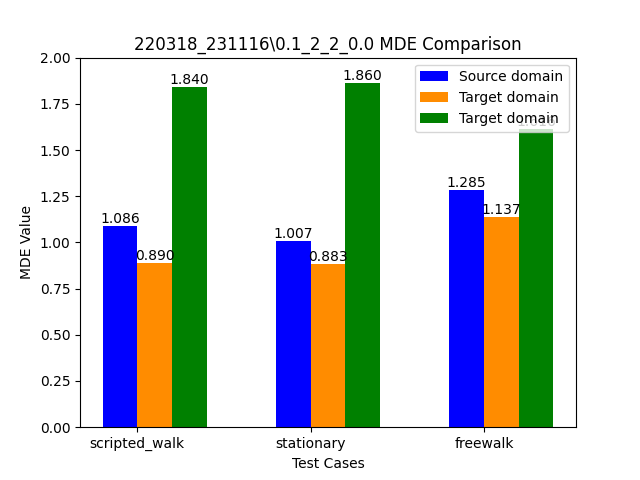 220318_231116\0.1_2_2_0.0 MDE Comparison
Source domain
Target domain
Target domain
MDE Value
2.00
1.75
1.50
1.25
1.00
0.75
0.50
0.25
0.00
1.086
0.890
1.840
1.007
0.883
1.860
1.285
1.137
scripted_walk
stationary
freewalk
Test Cases